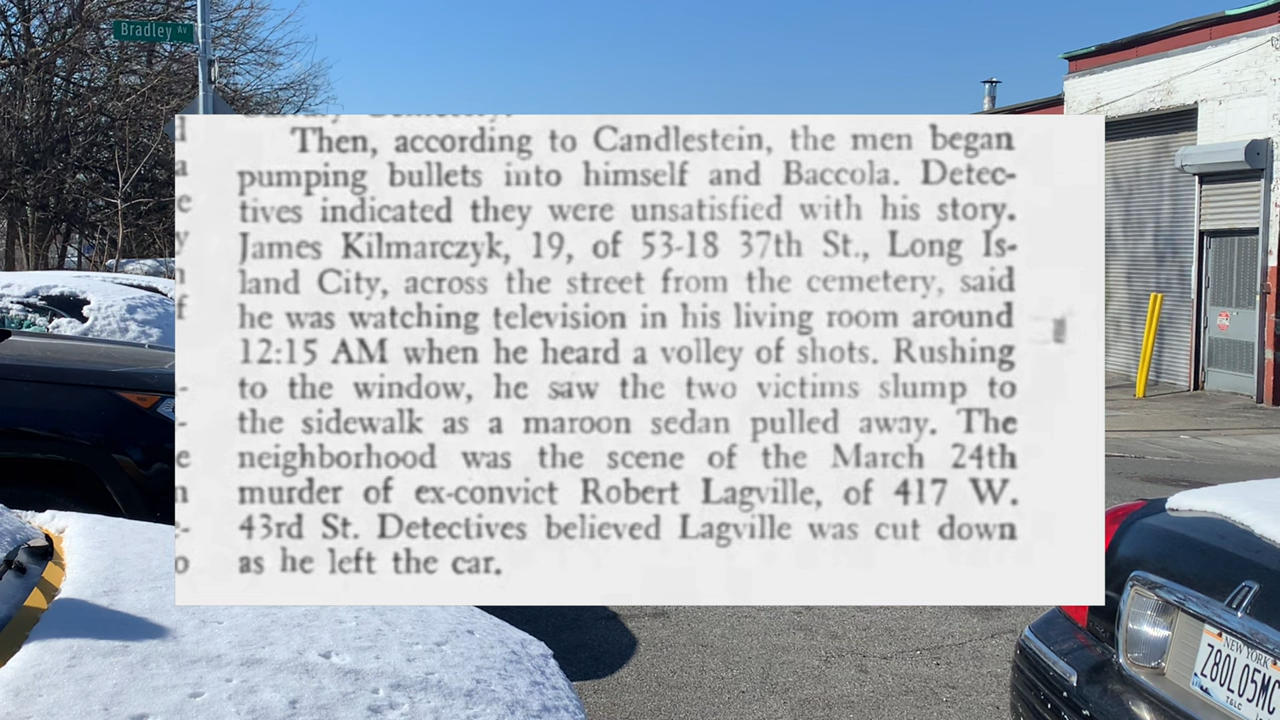 Bradley Av
Then, according to Candlestein, the men began
pumping bullets into himself and Baccola. Detec-
tives indicated they were unsatisfied with his story.
James Kilmarczyk, 19, of 53-18 37th St., Long Is-
land City, across the street from the cemetery, said
he was watching television in his living room around
12:15 AM when he heard a volley of shots. Rushing
to the window, he saw the two victims slump to
the sidewalk as a maroon sedan pulled away. The
neighborhood was the scene of the March 24th
murder of ex-convict Robert Lagville, of 417 W.
43rd St. Detectives believed Lagville was cut down
as he left the car.
NEW YORK
Z80L05MC
T&LC